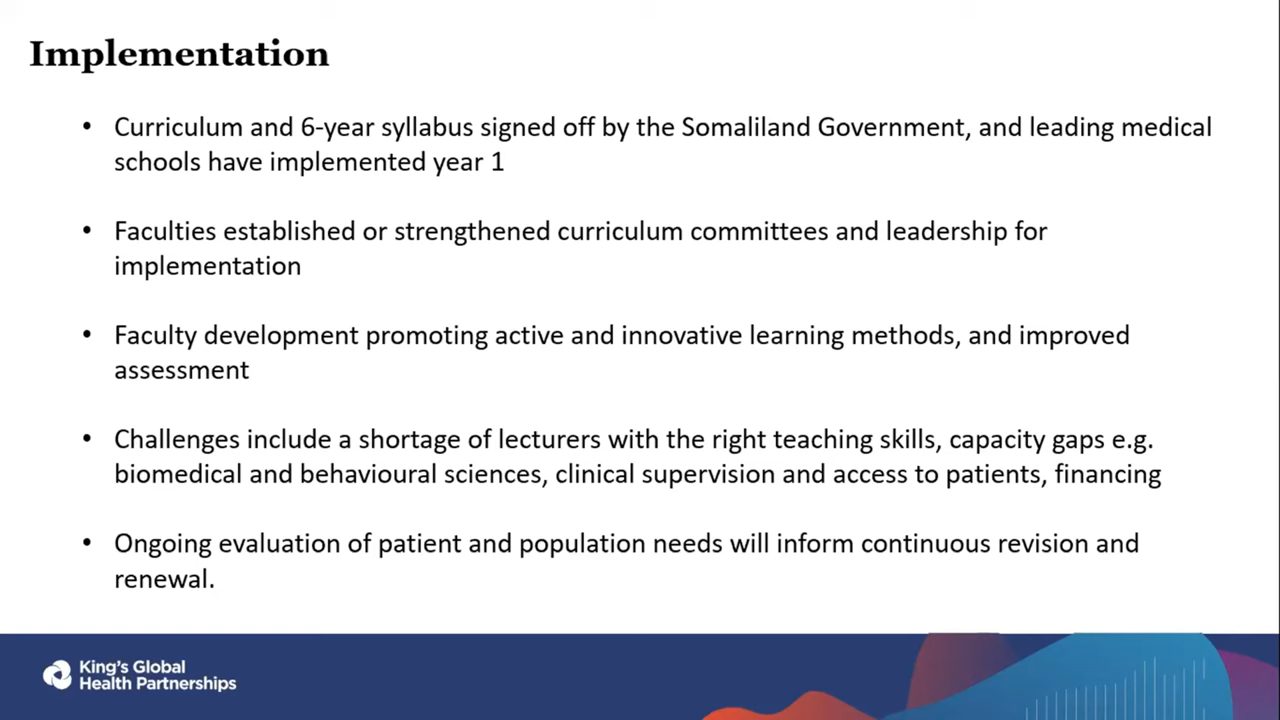 Implementation
• Curriculum and 6-year syllabus signed off by the Somaliland Government, and leading medical
schools have implemented year 1
• Faculties established or strengthened curriculum committees and leadership for
implementation
• Faculty development promoting active and innovative learning methods, and improved
assessment
• Challenges include a shortage of lecturers with the right teaching skills, capacity gaps e.g.
biomedical and behavioural sciences, clinical supervision and access to patients, financing
• Ongoing evaluation of patient and population needs will inform continuous revision and
renewal.
King's Global
Health Partnerships